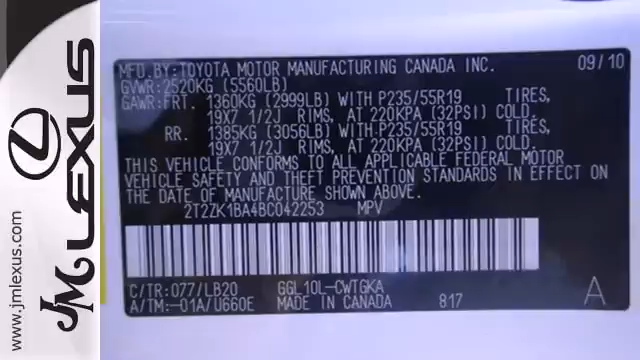 JM LEXUS
www.jmlexus.com
MFD.BY:TOYOTA MOTOR MANUFACTURING CANADA INC. 09/10
GVWR:2520KG (5560LB)
GAWR:FRT. 1360KG (2999LB) WITH P235/55R19 TIRES,
19X7 1/2J RIMS, AT 220KPA (32PSI) COLD.
RR. 1385KG (3056LB) WITH P235/55R19 TIRES,
19X7 1/2J RIMS, AT 220KPA (32PSI) COLD.
THIS VEHICLE CONFORMS TO ALL APPLICABLE FEDERAL MOTOR
VEHICLE SAFETY AND THEFT PREVENTION STANDARDS IN EFFECT ON
THE DATE OF MANUFACTURE SHOWN ABOVE.
2T2ZK1BA4BC042253 MPV
C/TR:077/LB20 GGL10L-CWTGKA
A/TM:-01A/U660E MADE IN CANADA 817 A